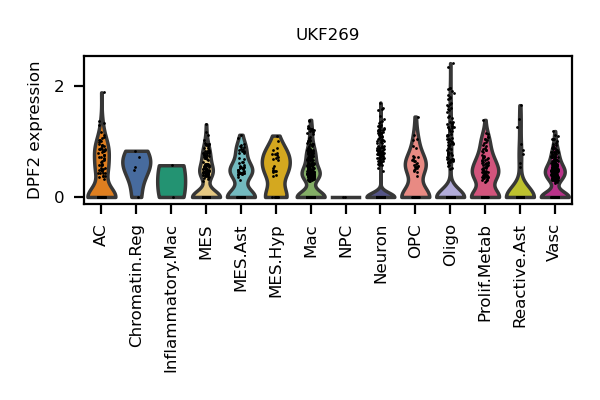 UKF269
DPF2 expression
2
0
AC
Chromatin.Reg
Inflammatory.Mac
MES
MES.Ast
MES.Hyp
Mac
NPC
Neuron
OPC
Oligo
Prolif.Metab
Reactive.Ast
Vasc